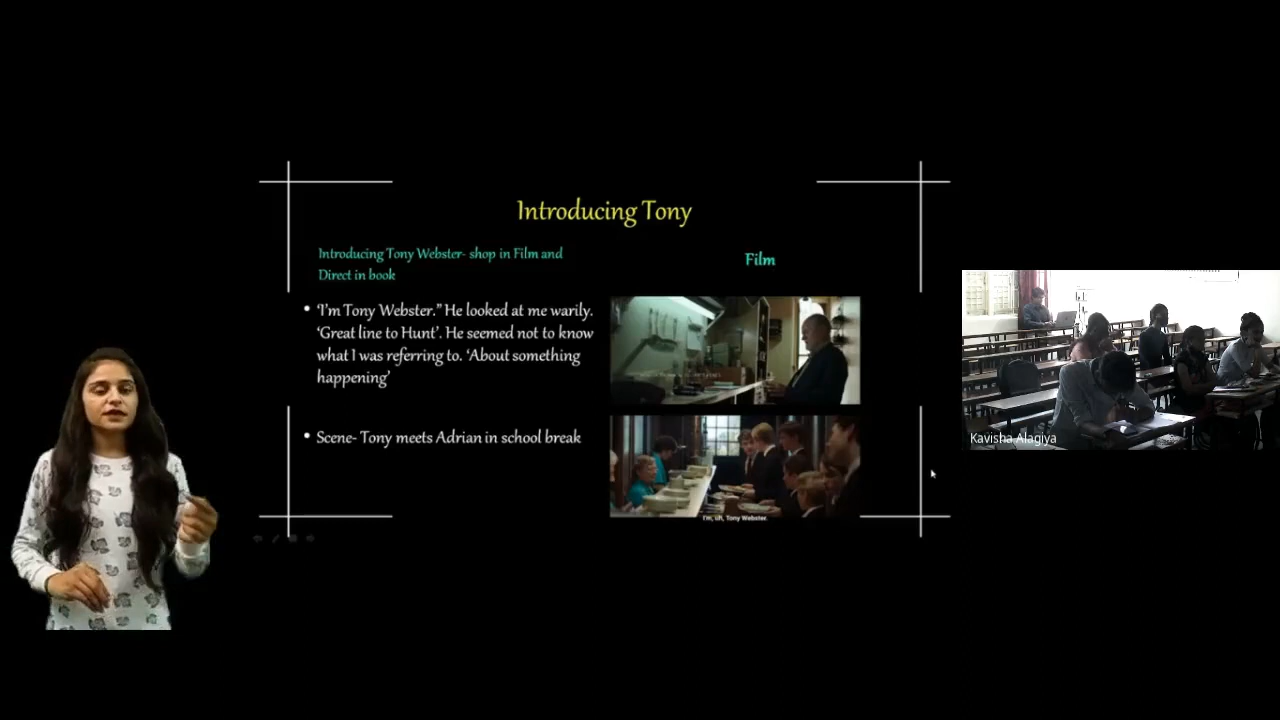 Introducing Tony
Introducing Tony Webster- shop in Film and
Direct in book
Film
• ‘I’m Tony Webster.” He looked at me warily.
‘Great line to Hunt’. He seemed not to know
what I was referring to. ‘About something
happening’
• Scene- Tony meets Adrian in school break
I'm, uh, Tony Webster.
Kavisha Alagiya